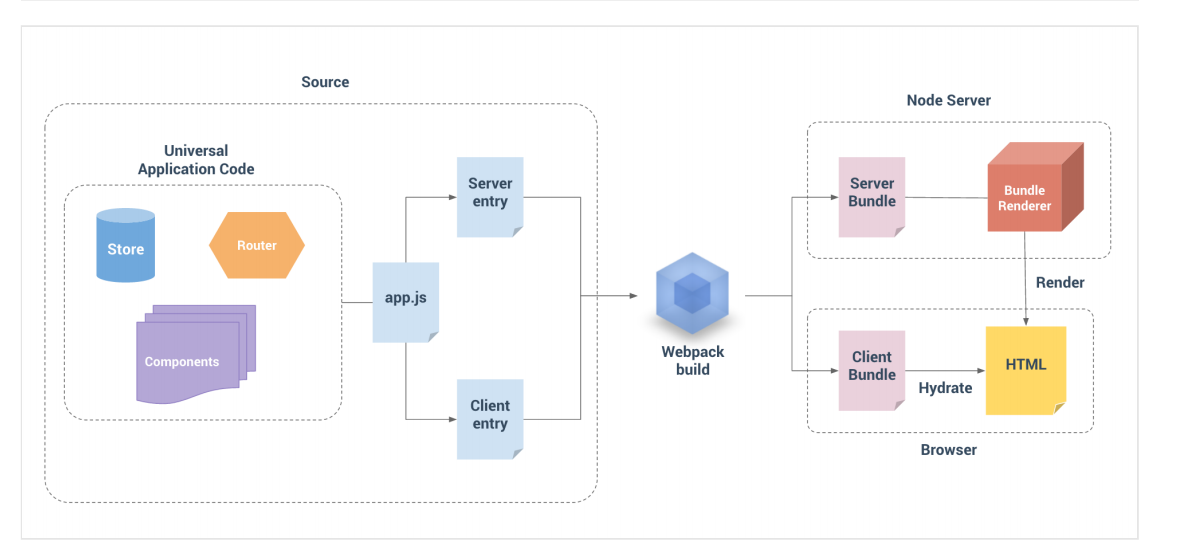 Source
Universal
Application Code
Store
Router
Components
app.js
Server
entry
Client
entry
Webpack
build
Node Server
Server
Bundle
Bundle
Renderer
Render
Client
Bundle
Hydrate
HTML
Browser